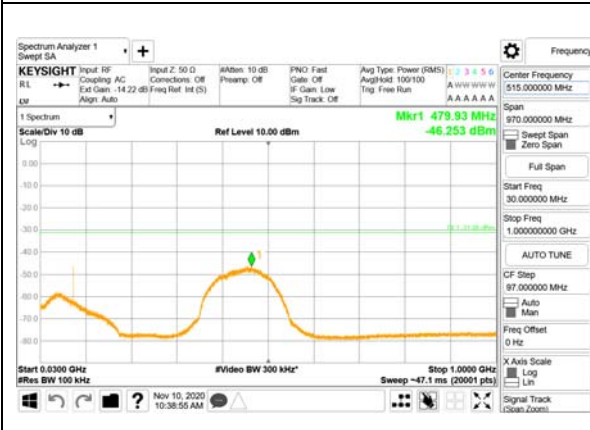 Spectrum Analyzer 1
Swept SA
Frequency
KEYSIGHT
RL
Input: RF
Coupling: AC
Ext Gain: -14.22 dB
Align: Auto
Input Z: 50 Ω
Corrections: Off
Freq Ref: Int (S)
#Atten: 10 dB
Preamp: Off
PNO: Fast
Gate: Off
IF Gain: Low
Sig Track: Off
Avg Type: Power (RMS)
Avg|Hold: 100/100
Trig: Free Run
1 2 3 4 5 6
A W W W W W
A A A A A A
1 Spectrum
Scale/Div 10 dB
Log
Ref Level 10.00 dBm
Mkr1 479.93 MHz
-46.253 dBm
0.00
-10.0
-20.0
-30.0
-40.0
-50.0
-60.0
-70.0
-80.0
1
Start 0.0300 GHz
#Res BW 100 kHz
#Video BW 300 kHz*
Stop 1.0000 GHz
Sweep ~47.1 ms (20001 pts)
Nov 10, 2020
10:38:55 AM
Center Frequency
515.000000 MHz
Span
970.000000 MHz
Swept Span
Zero Span
Full Span
Start Freq
30.000000 MHz
Stop Freq
1.000000000 GHz
AUTO TUNE
CF Step
97.000000 MHz
Auto
Man
Freq Offset
0 Hz
X Axis Scale
Log
Lin
Signal Track
(Span Zoom)